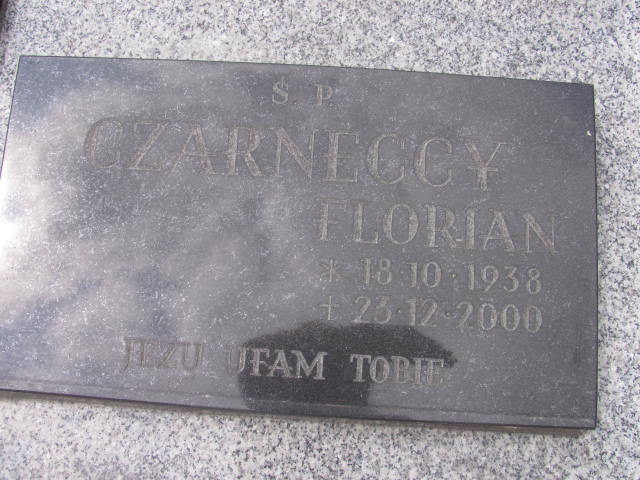 Ś. P.
CZARNECCY
FLORIAN
* 18·10·1938
+ 23·12·2000
JEZU UFAM TOBIE